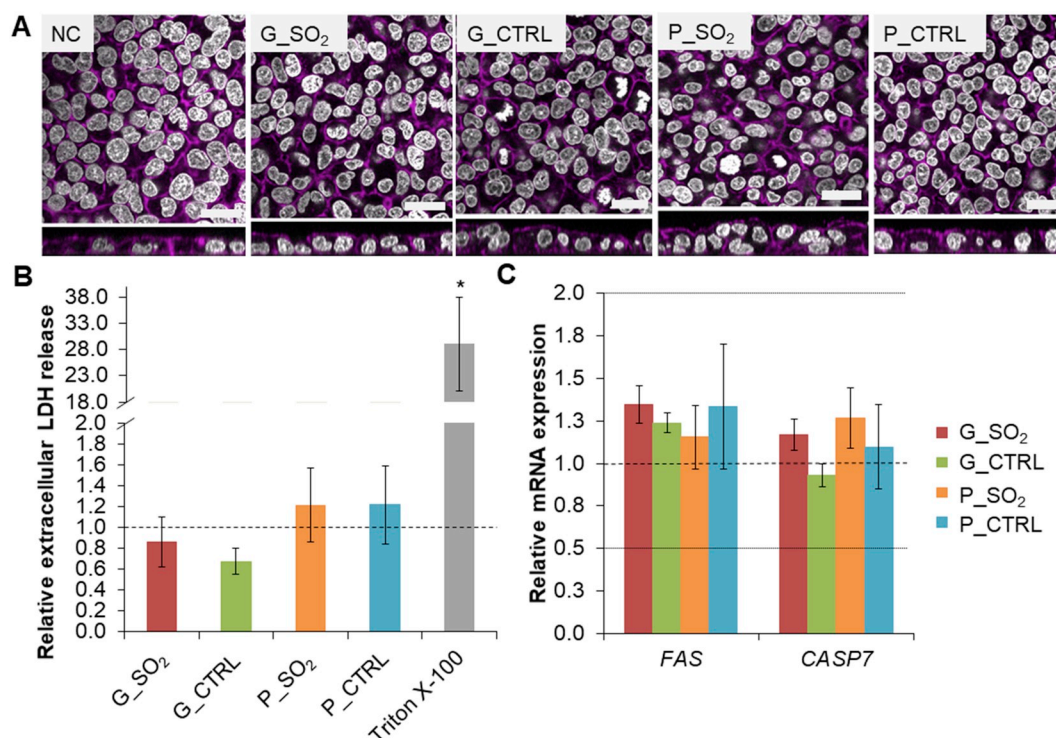 A
NC
G_SO₂
G_CTRL
P_SO₂
P_CTRL
B
Relative extracellular LDH release
38.0
33.0
28.0
23.0
18.0
2.0
1.8
1.6
1.4
1.2
1.0
0.8
0.6
0.4
0.2
0.0
*
G_SO₂
G_CTRL
P_SO₂
P_CTRL
Triton X-100
C
Relative mRNA expression
2.0
1.8
1.5
1.3
1.0
0.8
0.5
0.3
0.0
FAS
CASP7
G_SO₂
G_CTRL
P_SO₂
P_CTRL